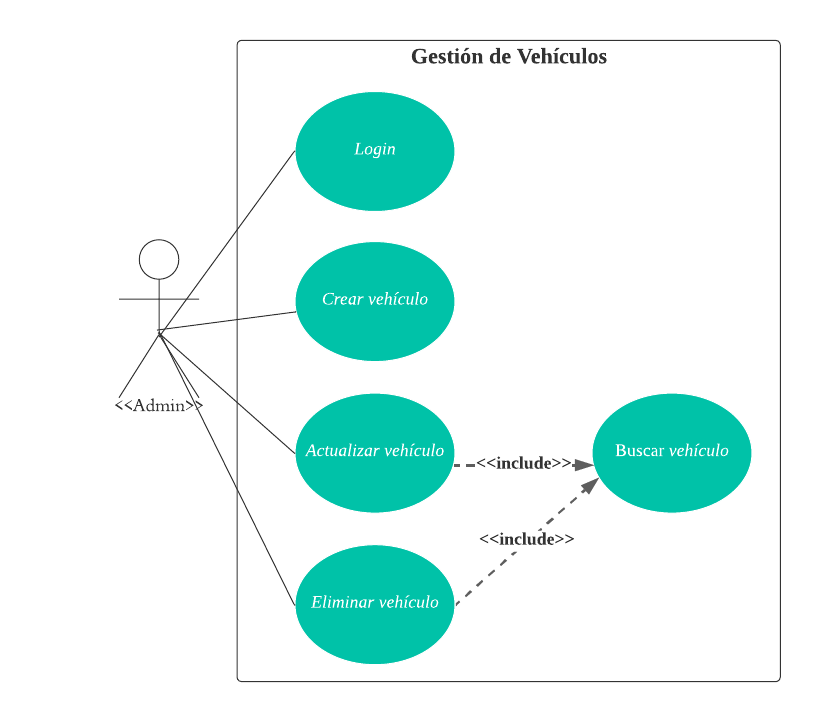 Gestión de Vehículos
Login
Crear vehículo
<<Admin>>
Actualizar vehículo
<<include>>
Buscar vehículo
<<include>>
Eliminar vehículo